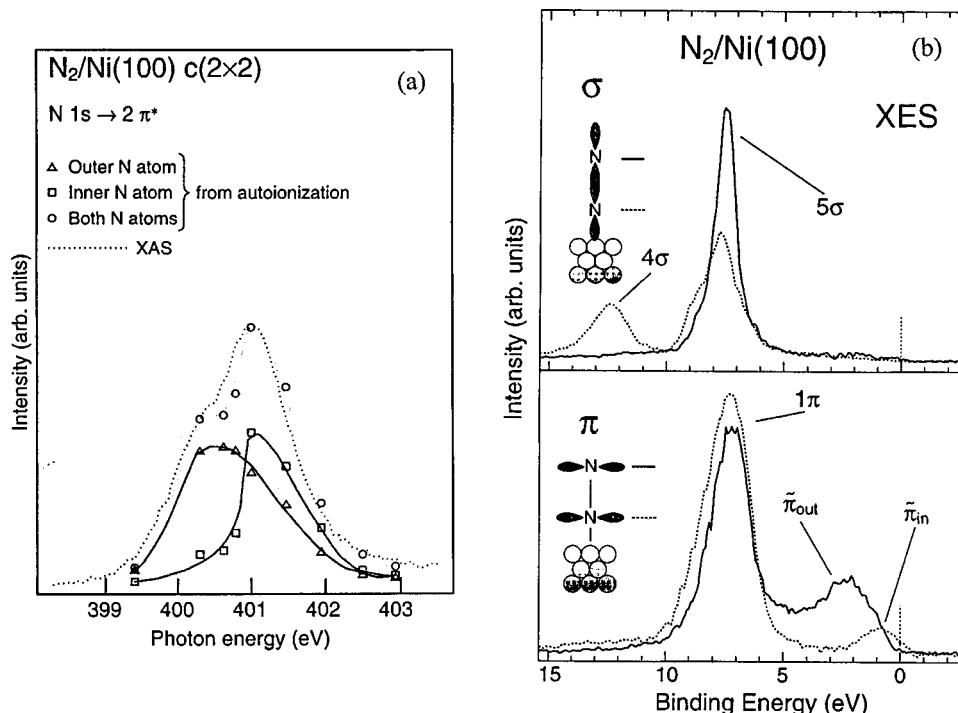 N₂/Ni(100) c(2×2)
(a)
N 1s → 2 π*
△ Outer N atom
□ Inner N atom
○ Both N atoms
} from autoionization
XAS
Intensity (arb. units)
399 400 401 402 403
Photon energy (eV)
N₂/Ni(100)
(b)
XES
σ
N
N
5σ
4σ
Intensity (arb. units)
π
N
N
1π
π̃out
π̃in
15 10 5 0
Binding Energy (eV)